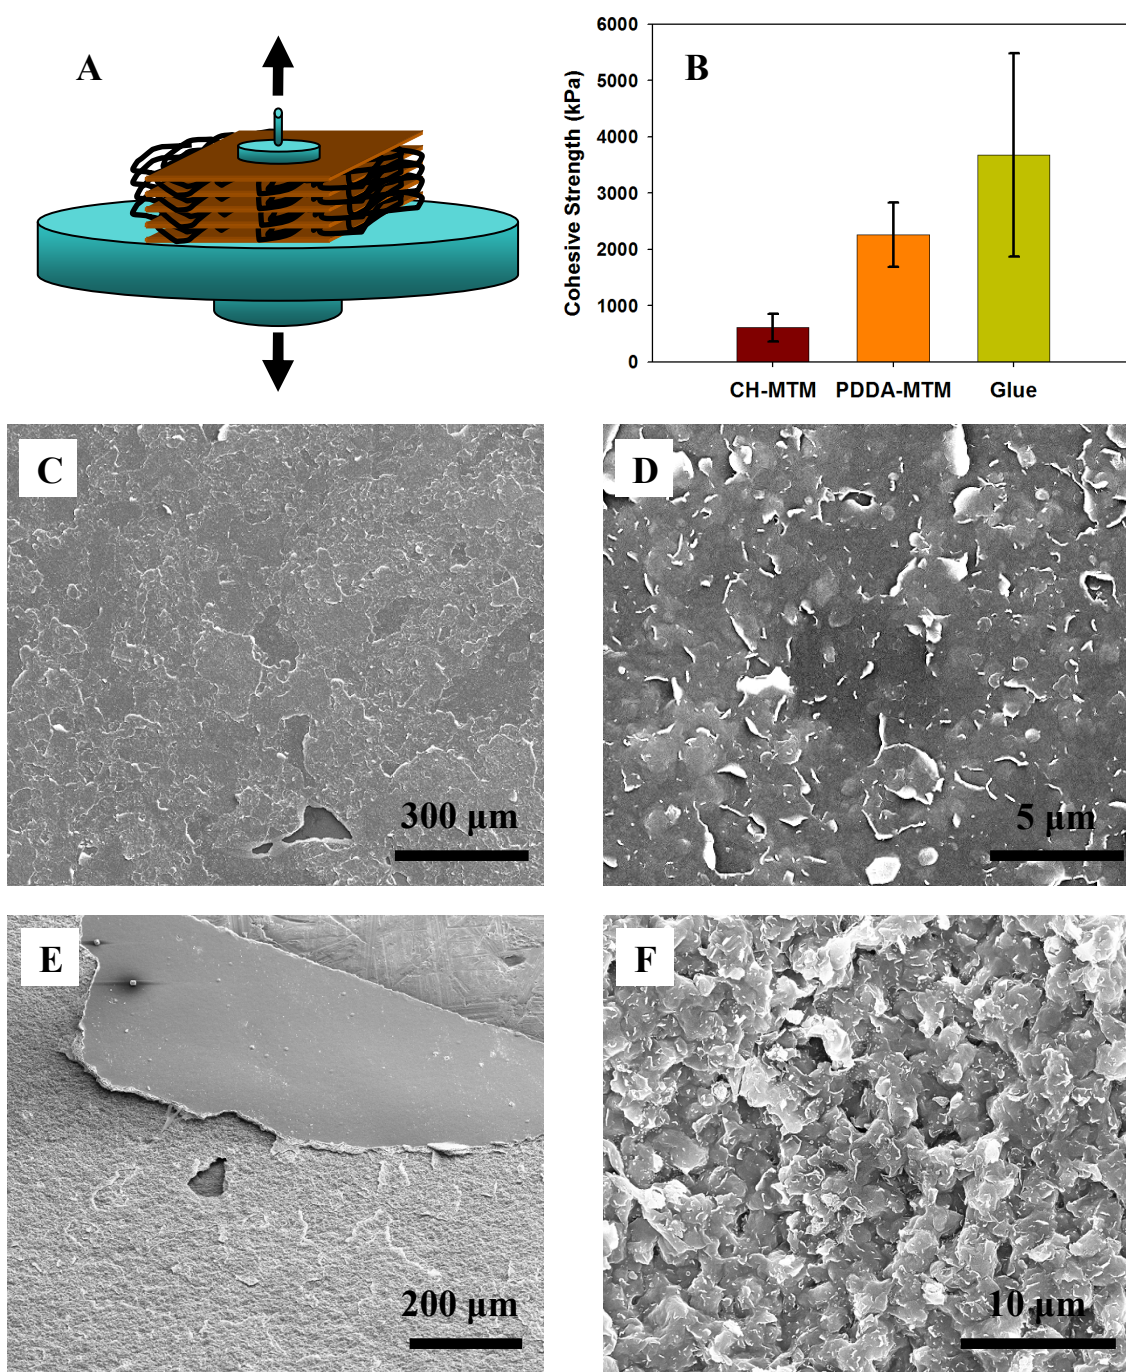 A
B
Cohesive Strength (kPa)
6000
5000
4000
3000
2000
1000
0
CH-MTM PDDA-MTM Glue
C
300 µm
D
5 µm
E
200 µm
F
10 µm